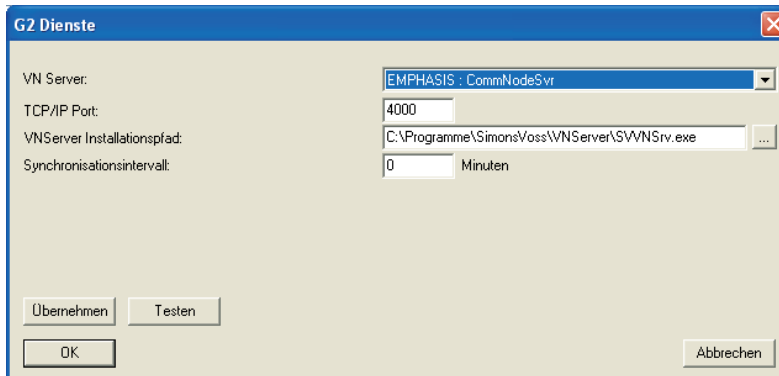 G2 Dienste
VN Server: EMPHASIS : CommNodeSvr
TCP/IP Port: 4000
VNServer Installationspfad: C:\Programme\SimonsVoss\VNServer\SVVNSrv.exe ...
Synchronisationsintervall: 0 Minuten
Übernehmen Testen
OK Abbrechen